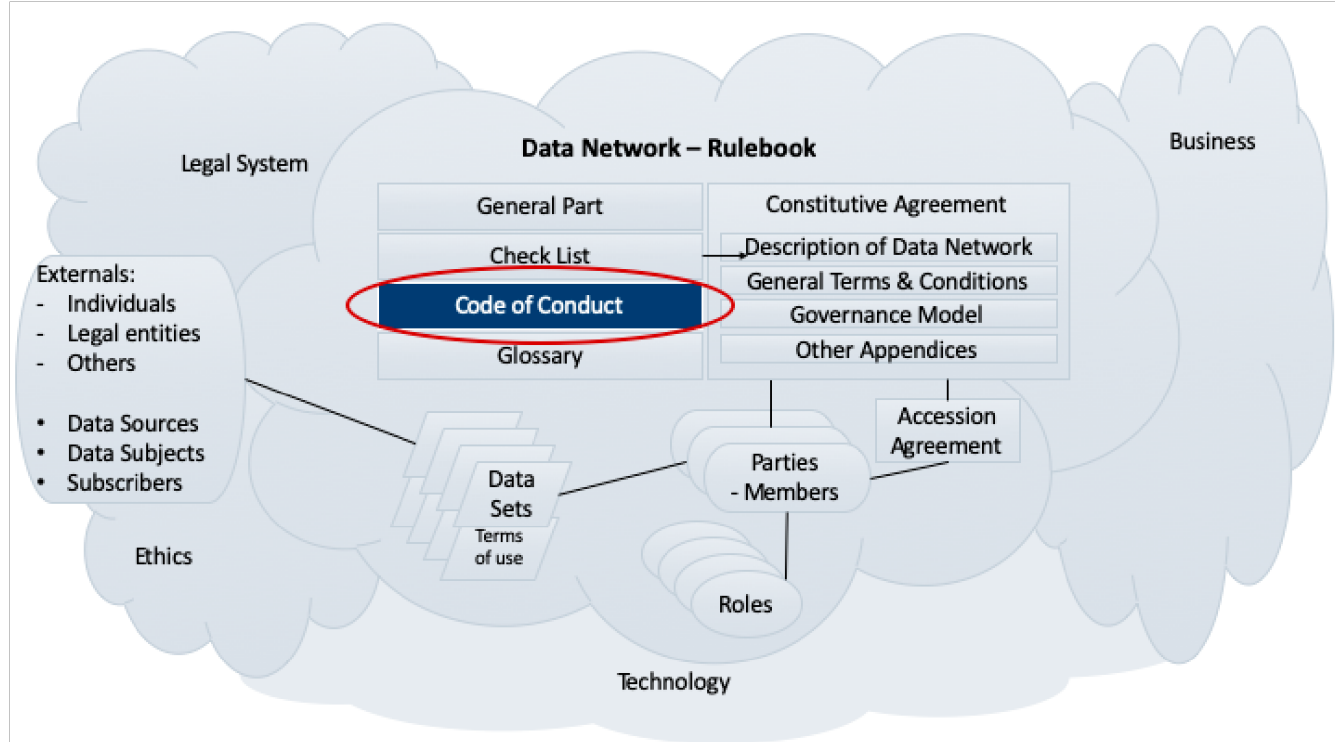 Data Network – Rulebook
Legal System
Business
General Part
Check List
Code of Conduct
Glossary
Constitutive Agreement
Description of Data Network
General Terms & Conditions
Governance Model
Other Appendices
Externals:
- Individuals
- Legal entities
- Others
• Data Sources
• Data Subjects
• Subscribers
Data
Sets
Terms
of use
Parties
- Members
Accession
Agreement
Roles
Ethics
Technology